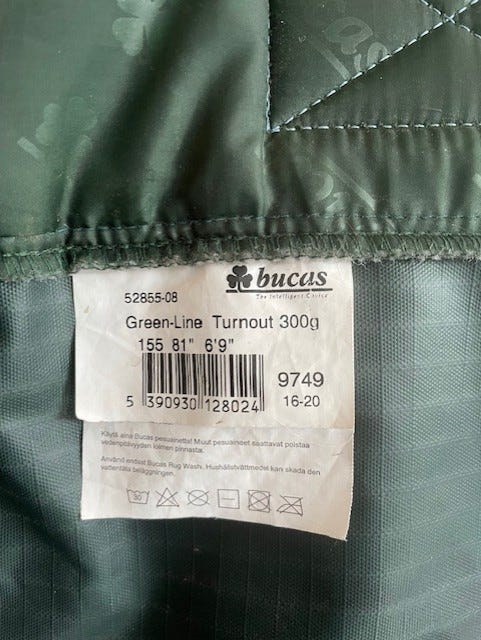 bucas
The Intelligent Choice
52855-08
Green-Line Turnout 300g
155 81" 6'9"
5 390930 128024
9749
16-20
Käytä aina Bucas pesuainetta! Muut pesuaineet saattavat poistaa
vedenpitävyyden loimen pinnasta.
Använd endast Bucas Rug Wash. Hushållstvättmedel kan skada den
vattentäta beläggningen.